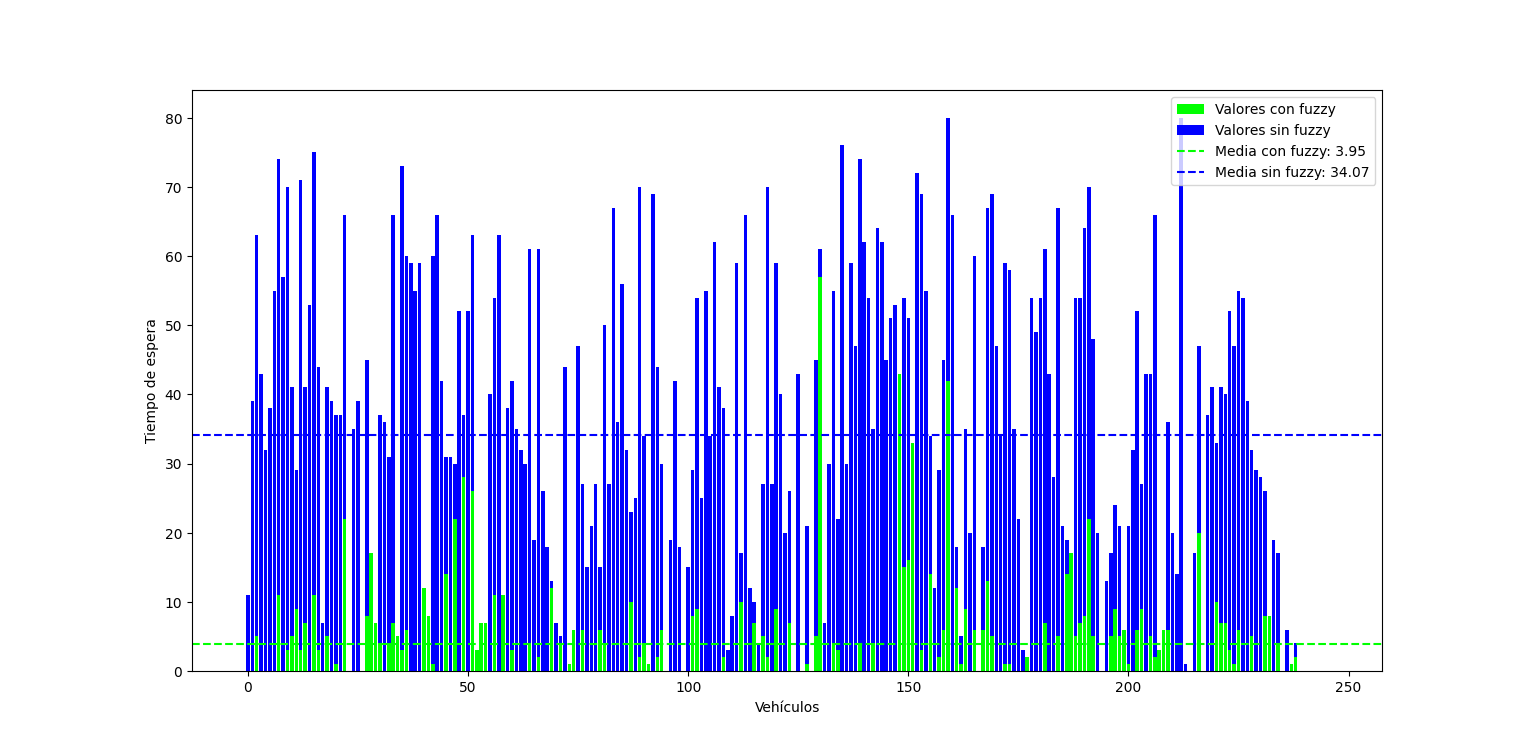 Valores con fuzzy
Valores sin fuzzy
Media con fuzzy: 3.95
Media sin fuzzy: 34.07
80
70
60
50
40
30
20
10
0
Tiempo de espera
0 50 100 150 200 250
Vehículos